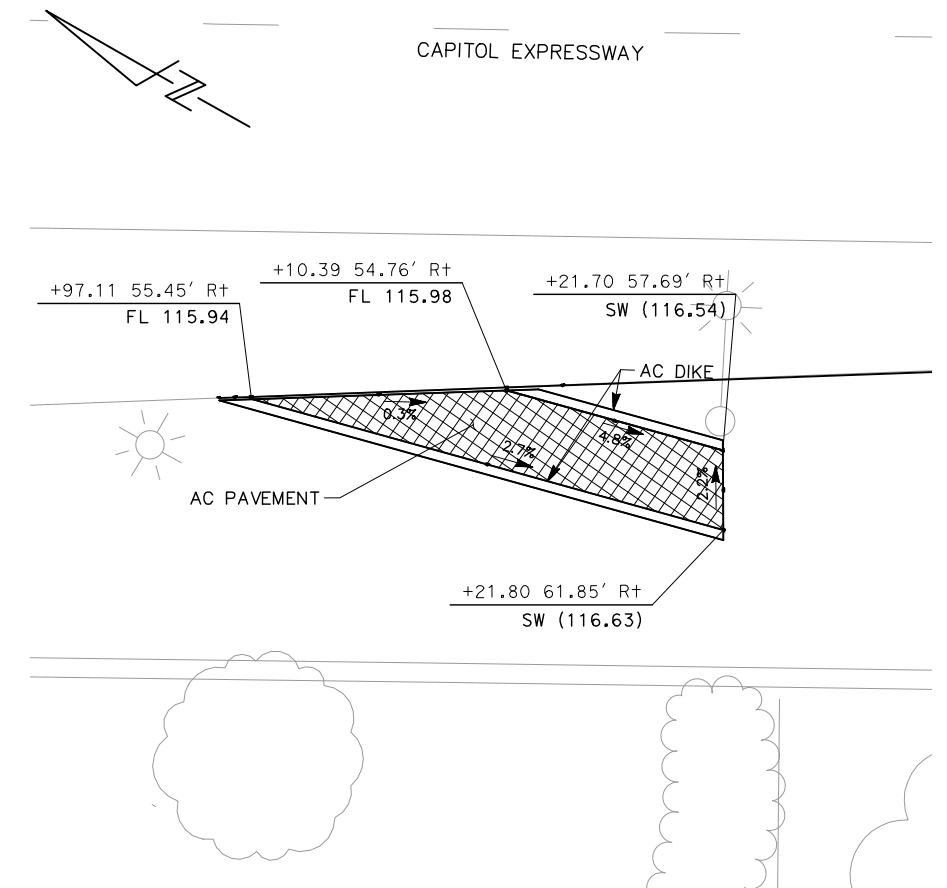 CAPITOL EXPRESSWAY
+10.39 54.76' Rt
FL 115.98
+21.70 57.69' Rt
SW (116.54)
+97.11 55.45' Rt
FL 115.94
AC DIKE
0.3%
4.8%
2.7%
2.2%
AC PAVEMENT
+21.80 61.85' Rt
SW (116.63)